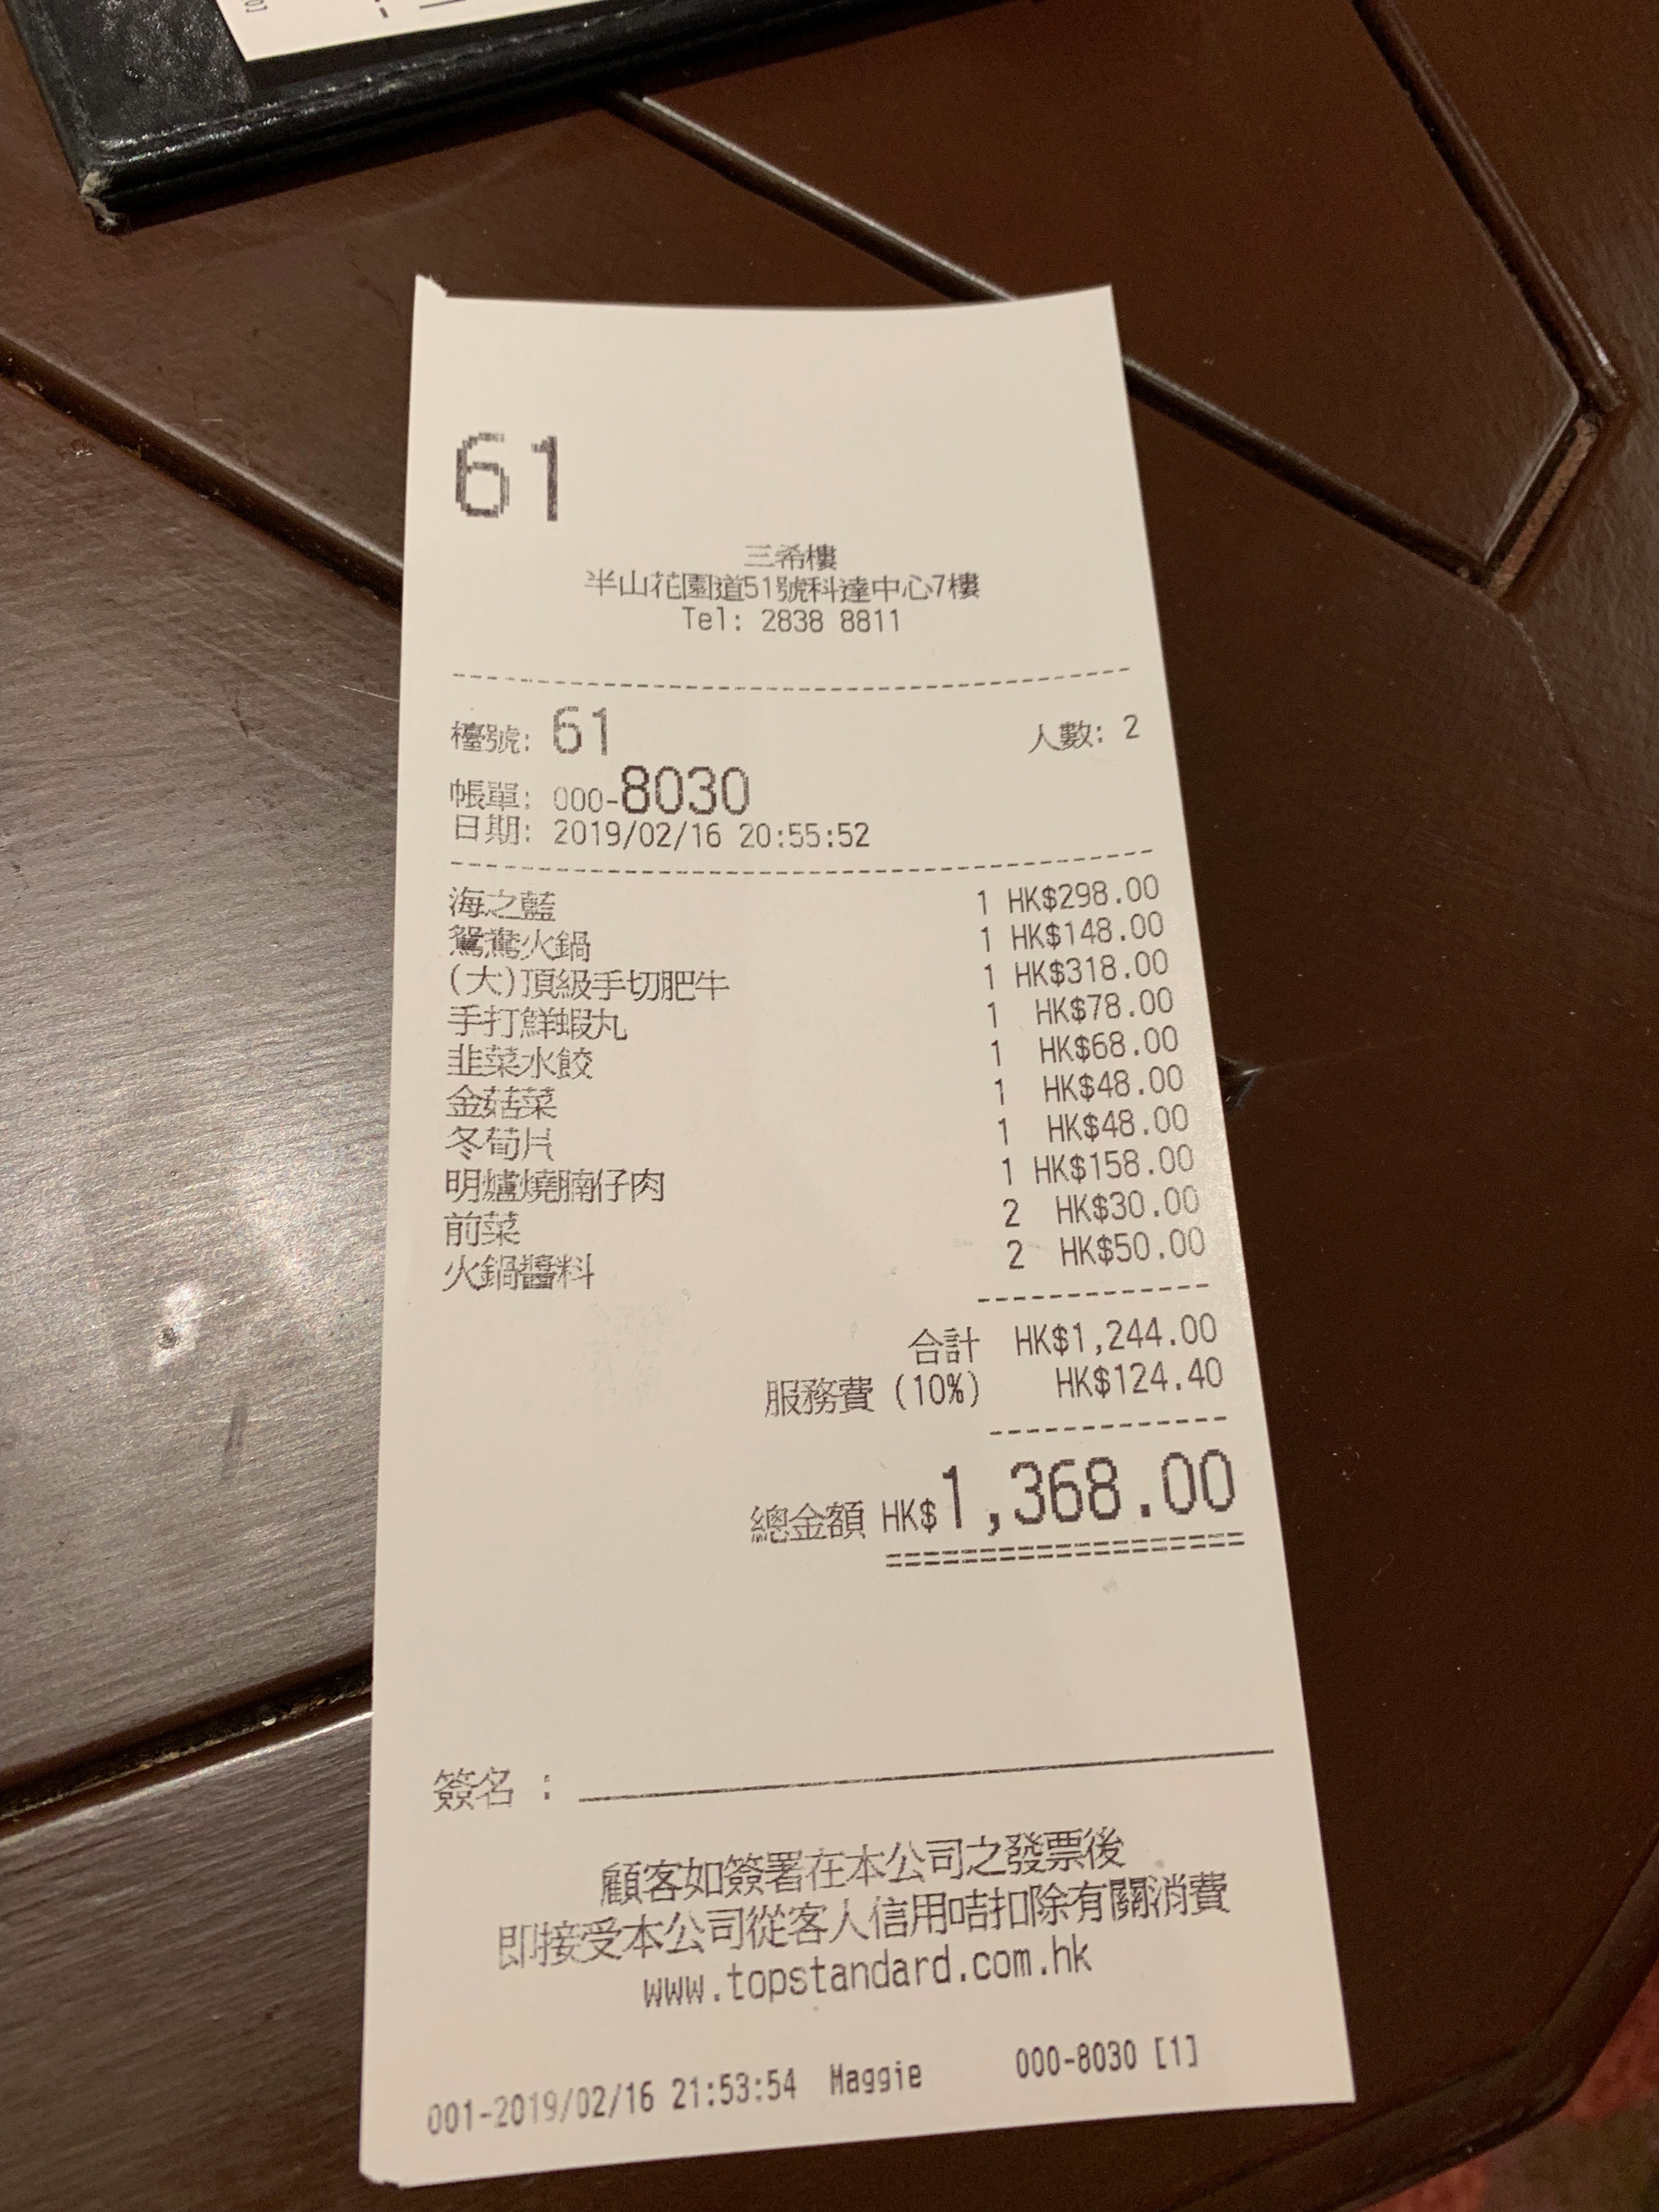 61
三希樓
半山花園道51號科達中心7樓
Tel: 2838 8811
檯號: 61 人數: 2
帳單: 000-8030
日期: 2019/02/16 20:55:52
海之藍 1 HK$298.00
鴛鴦火鍋 1 HK$148.00
(大)頂級手切肥牛 1 HK$318.00
手打鮮蝦丸 1 HK$78.00
韭菜水餃 1 HK$68.00
金菇菜 1 HK$48.00
冬荀片 1 HK$48.00
明爐燒腩仔肉 1 HK$158.00
前菜 2 HK$30.00
火鍋醬料 2 HK$50.00
合計 HK$1,244.00
服務費 (10%) HK$124.40
總金額 HK$1,368.00
簽名 :
顧客如簽署在本公司之發票後
即接受本公司從客人信用咭扣除有關消費
www.topstandard.com.hk
001-2019/02/16 21:53:54 Maggie 000-8030 [1]